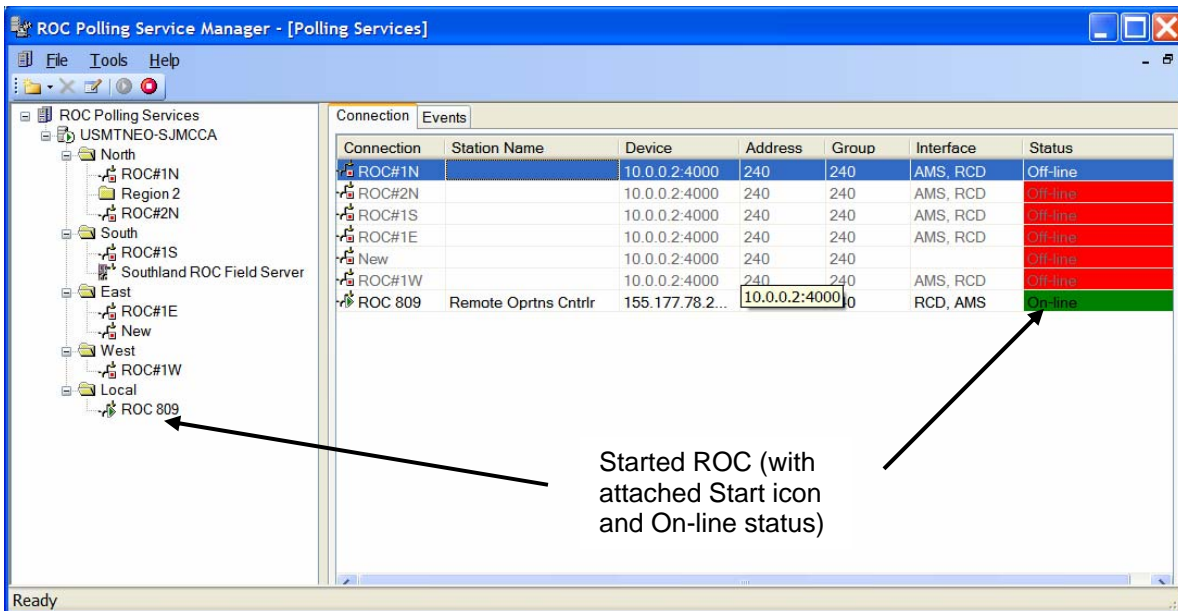 ROC Polling Service Manager - [Polling Services]
File Tools Help
ROC Polling Services
USMTNEO-SJMCCA
North
ROC#1N
Region 2
ROC#2N
South
ROC#1S
Southland ROC Field Server
East
ROC#1E
New
West
ROC#1W
Local
ROC 809
Connection Events
Connection Station Name Device Address Group Interface Status
ROC#1N 10.0.0.2:4000 240 240 AMS, RCD Off-line
ROC#2N 10.0.0.2:4000 240 240 AMS, RCD Off-line
ROC#1S 10.0.0.2:4000 240 240 AMS, RCD Off-line
ROC#1E 10.0.0.2:4000 240 240 AMS, RCD Off-line
New 10.0.0.2:4000 240 240 Off-line
ROC#1W 10.0.0.2:4000 240 240 AMS, RCD Off-line
ROC 809 Remote Oprtns Cntrlr 155.177.78.2... RCD, AMS On-line
10.0.0.2:4000
Started ROC (with
attached Start icon
and On-line status)
Ready